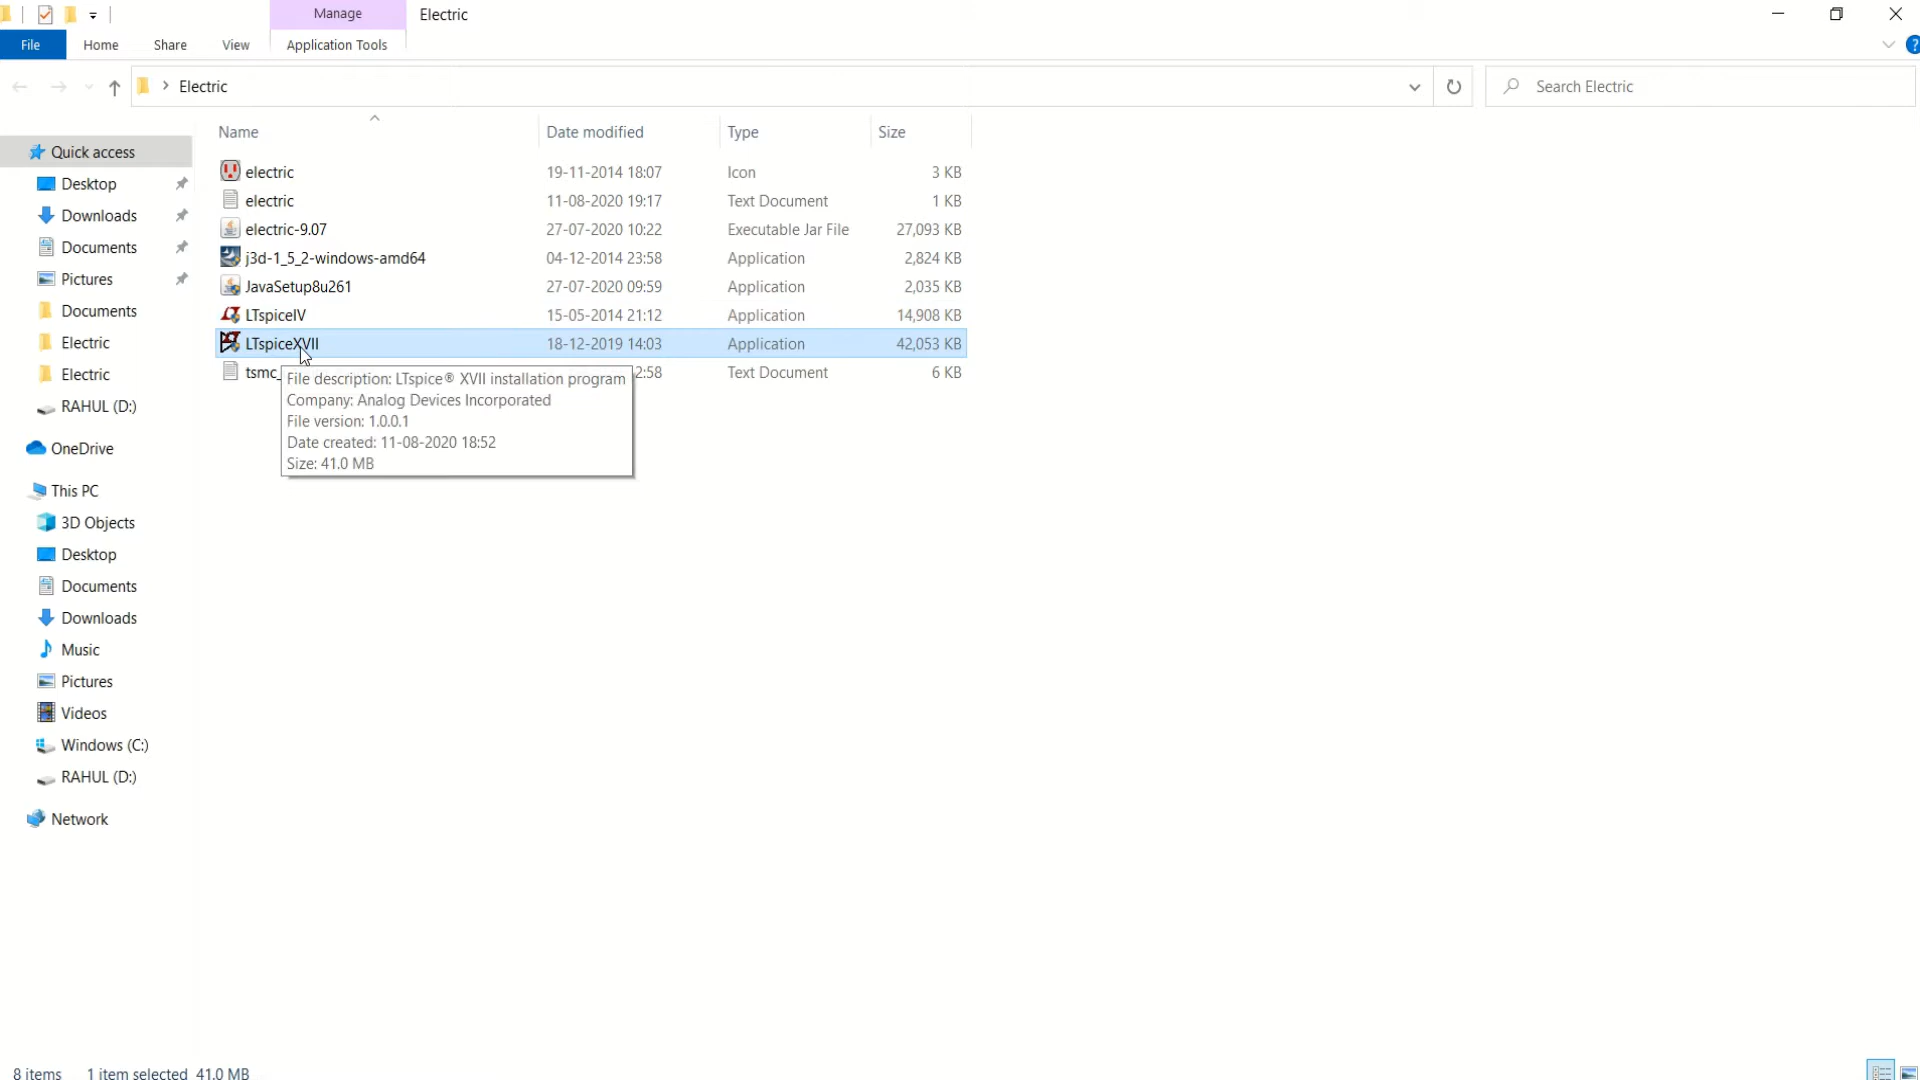 Manage
Electric
File
Home
Share
View
Application Tools
Electric
Search Electric
Name
Date modified
Type
Size
Quick access
Desktop
Downloads
Documents
Pictures
Documents
Electric
Electric
RAHUL (D:)
OneDrive
This PC
3D Objects
Desktop
Documents
Downloads
Music
Pictures
Videos
Windows (C:)
RAHUL (D:)
Network
electric 19-11-2014 18:07 Icon 3 KB
electric 11-08-2020 19:17 Text Document 1 KB
electric-9.07 27-07-2020 10:22 Executable Jar File 27,093 KB
j3d-1_5_2-windows-amd64 04-12-2014 23:58 Application 2,824 KB
JavaSetup8u261 27-07-2020 09:59 Application 2,035 KB
LTspiceIV 15-05-2014 21:12 Application 14,908 KB
LTspiceXVII 18-12-2019 14:03 Application 42,053 KB
tsmc_ 2:58 Text Document 6 KB
File description: LTspice® XVII installation program
Company: Analog Devices Incorporated
File version: 1.0.0.1
Date created: 11-08-2020 18:52
Size: 41.0 MB
8 items 1 item selected 41.0 MB